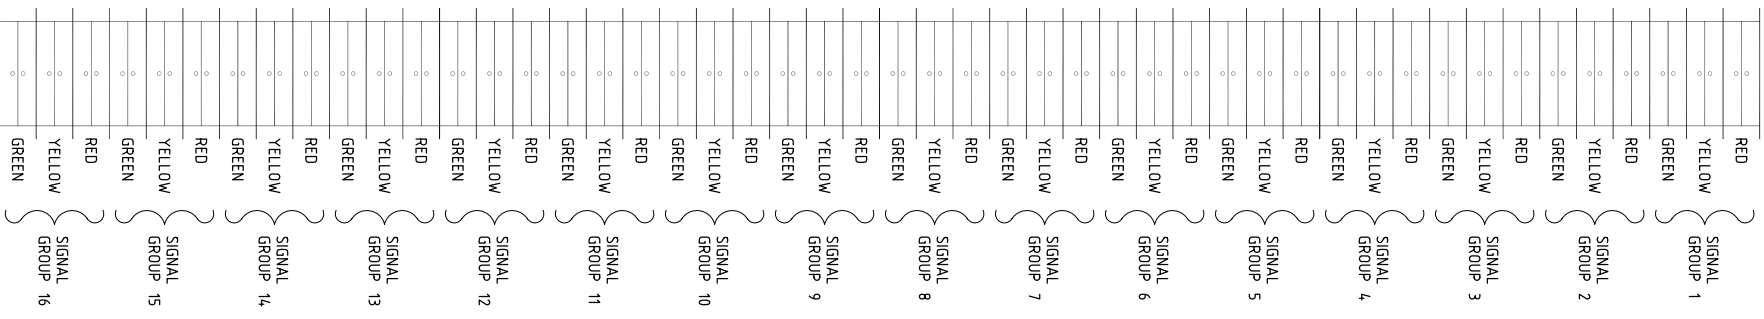 RED
YELLOW
GREEN
SIGNAL
GROUP 1
RED
YELLOW
GREEN
SIGNAL
GROUP 2
RED
YELLOW
GREEN
SIGNAL
GROUP 3
RED
YELLOW
GREEN
SIGNAL
GROUP 4
RED
YELLOW
GREEN
SIGNAL
GROUP 5
RED
YELLOW
GREEN
SIGNAL
GROUP 6
RED
YELLOW
GREEN
SIGNAL
GROUP 7
RED
YELLOW
GREEN
SIGNAL
GROUP 8
RED
YELLOW
GREEN
SIGNAL
GROUP 9
RED
YELLOW
GREEN
SIGNAL
GROUP 10
RED
YELLOW
GREEN
SIGNAL
GROUP 11
RED
YELLOW
GREEN
SIGNAL
GROUP 12
RED
YELLOW
GREEN
SIGNAL
GROUP 13
RED
YELLOW
GREEN
SIGNAL
GROUP 14
RED
YELLOW
GREEN
SIGNAL
GROUP 15
RED
YELLOW
GREEN
SIGNAL
GROUP 16